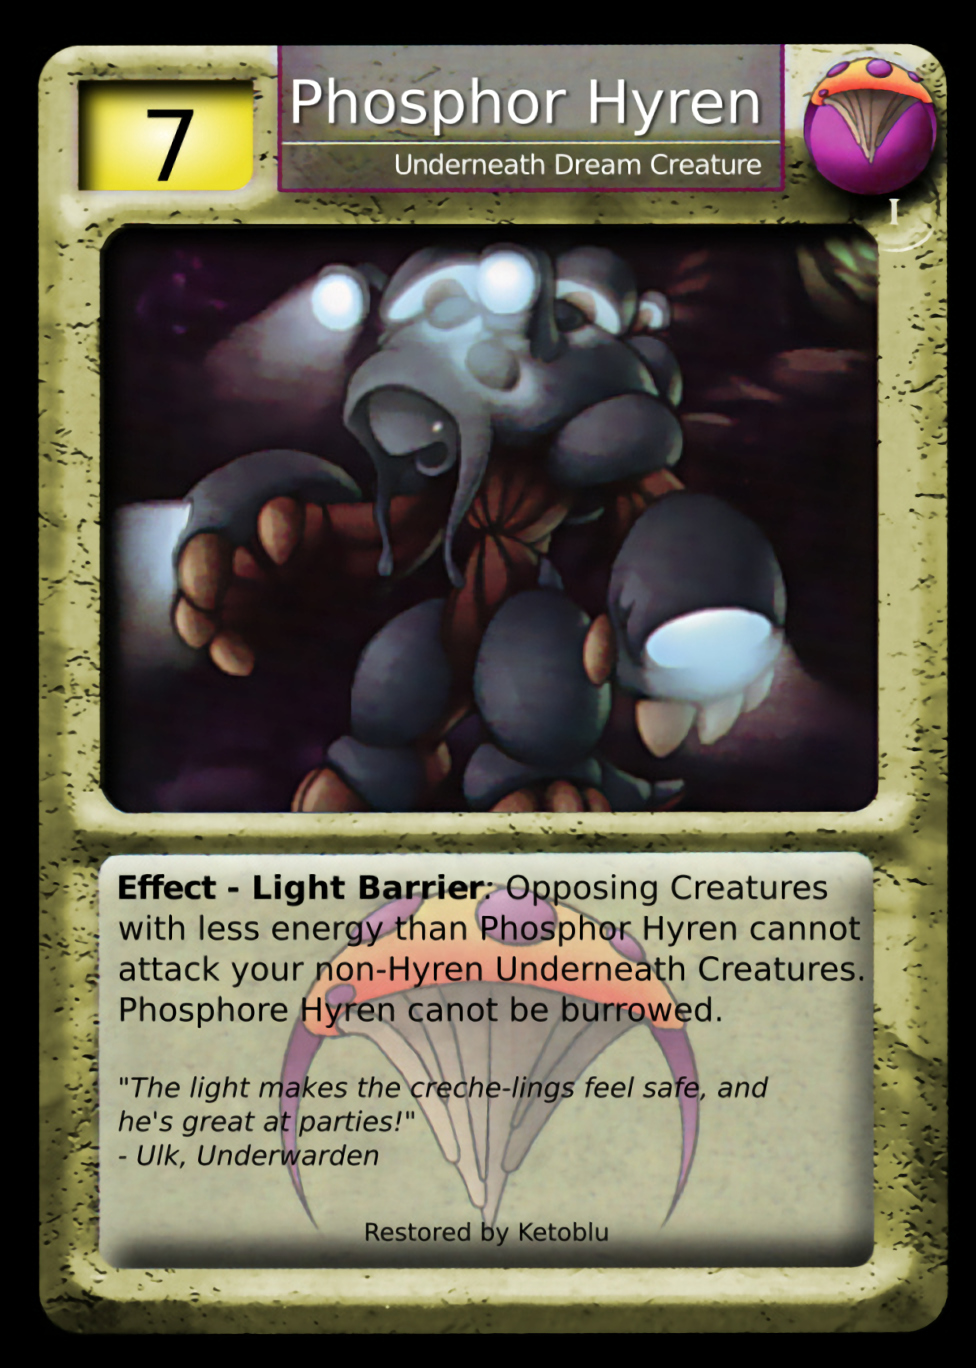 7
Phosphor Hyren
Underneath Dream Creature
I
Effect - Light Barrier: Opposing Creatures
with less energy than Phosphor Hyren cannot
attack your non-Hyren Underneath Creatures.
Phosphore Hyren canot be burrowed.
"The light makes the creche-lings feel safe, and
he's great at parties!"
- Ulk, Underwarden
Restored by Ketoblu